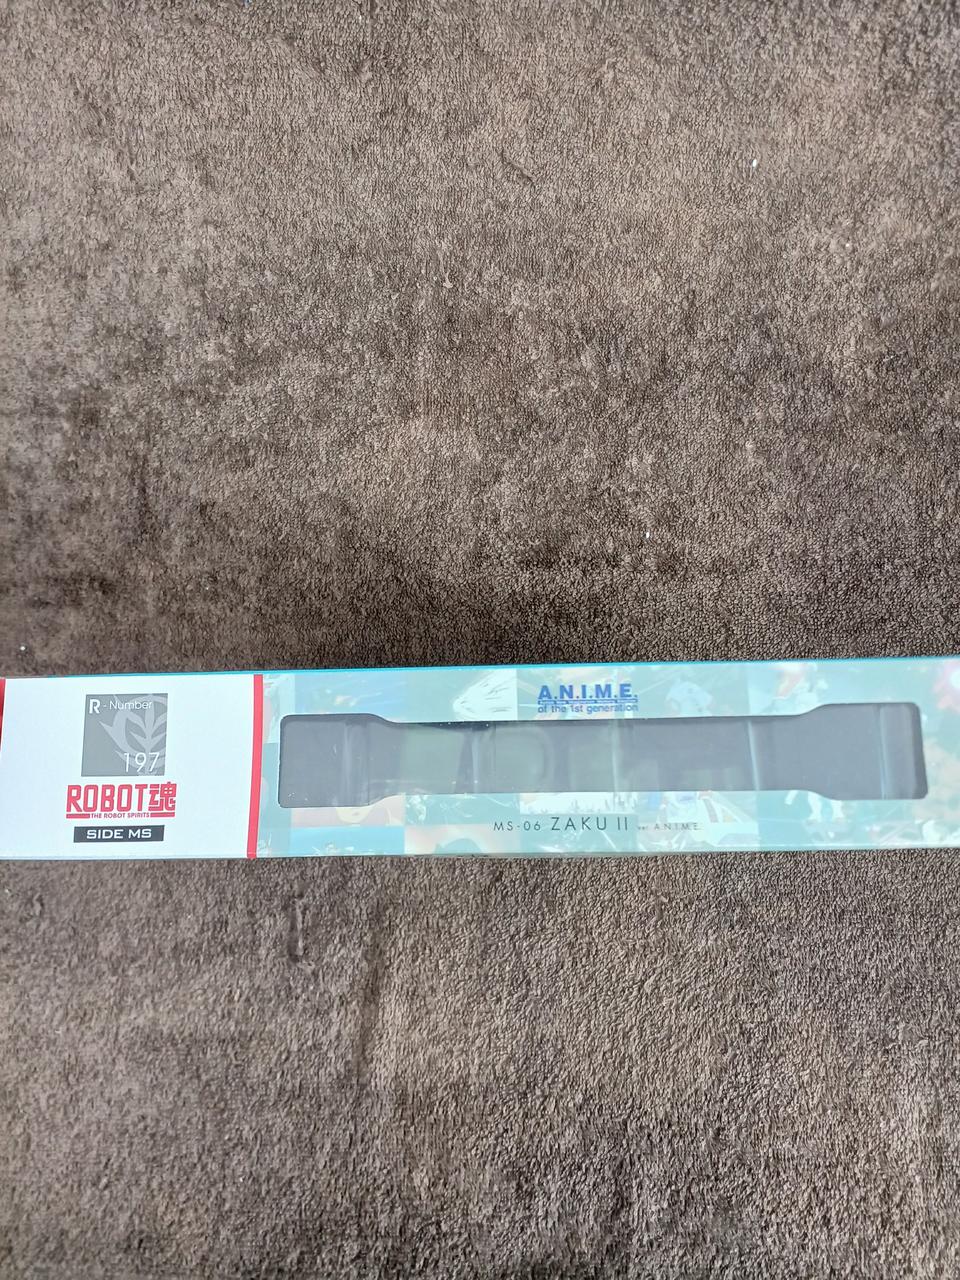 R - Number
197
ROBOT魂
THE ROBOT SPIRITS
SIDE MS
A.N.I.M.E.
of the 1st generation
MS-06 ZAKU II ver. A.N.I.M.E.